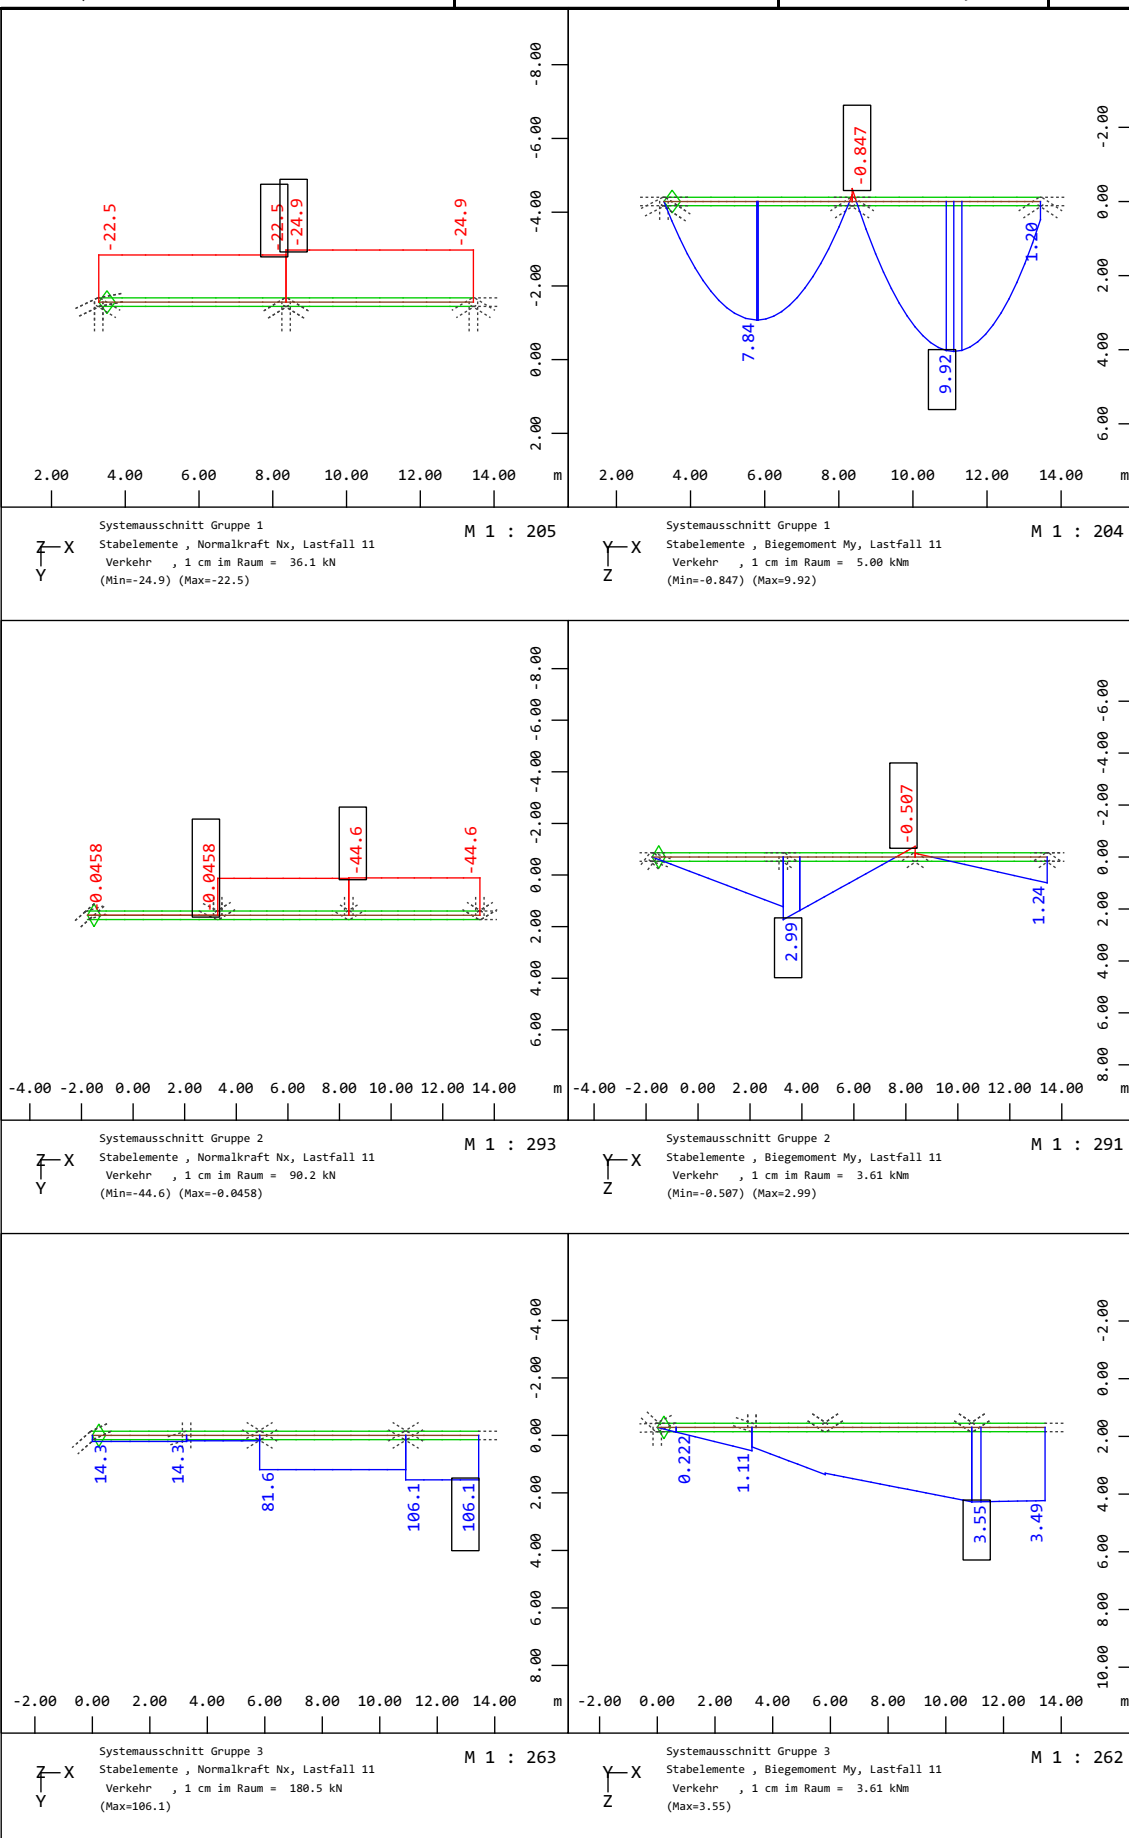 -8.00
-6.00
-4.00
-2.00
0.00
2.00
-22.5
-22.5
-24.9
-24.9
2.00 4.00 6.00 8.00 10.00 12.00 14.00 m
Systemausschnitt Gruppe 1
Stabelemente , Normalkraft Nx, Lastfall 11
Verkehr , 1 cm im Raum = 36.1 kN
(Min=-24.9) (Max=-22.5)
M 1 : 205
Z X
Y
-2.00
0.00
2.00
4.00
6.00
-0.847
7.84
9.92
1.20
2.00 4.00 6.00 8.00 10.00 12.00 14.00 m
Systemausschnitt Gruppe 1
Stabelemente , Biegemoment My, Lastfall 11
Verkehr , 1 cm im Raum = 5.00 kNm
(Min=-0.847) (Max=9.92)
M 1 : 204
Y X
Z
-8.00
-6.00
-4.00
-2.00
0.00
2.00
4.00
6.00
-0.0458
-0.0458
-44.6
-44.6
-4.00 -2.00 0.00 2.00 4.00 6.00 8.00 10.00 12.00 14.00 m
Systemausschnitt Gruppe 2
Stabelemente , Normalkraft Nx, Lastfall 11
Verkehr , 1 cm im Raum = 90.2 kN
(Min=-44.6) (Max=-0.0458)
M 1 : 293
Z X
Y
-6.00
-4.00
-2.00
0.00
2.00
4.00
6.00
8.00
-0.507
2.99
1.24
-4.00 -2.00 0.00 2.00 4.00 6.00 8.00 10.00 12.00 14.00 m
Systemausschnitt Gruppe 2
Stabelemente , Biegemoment My, Lastfall 11
Verkehr , 1 cm im Raum = 3.61 kNm
(Min=-0.507) (Max=2.99)
M 1 : 291
Y X
Z
-4.00
-2.00
0.00
2.00
4.00
6.00
8.00
14.3
14.3
81.6
106.1
106.1
-2.00 0.00 2.00 4.00 6.00 8.00 10.00 12.00 14.00 m
Systemausschnitt Gruppe 3
Stabelemente , Normalkraft Nx, Lastfall 11
Verkehr , 1 cm im Raum = 180.5 kN
(Max=106.1)
M 1 : 263
Z X
Y
-2.00
0.00
2.00
4.00
6.00
8.00
10.00
0.222
1.11
3.55
3.49
-2.00 0.00 2.00 4.00 6.00 8.00 10.00 12.00 14.00 m
Systemausschnitt Gruppe 3
Stabelemente , Biegemoment My, Lastfall 11
Verkehr , 1 cm im Raum = 3.61 kNm
(Max=3.55)
M 1 : 262
Y X
Z